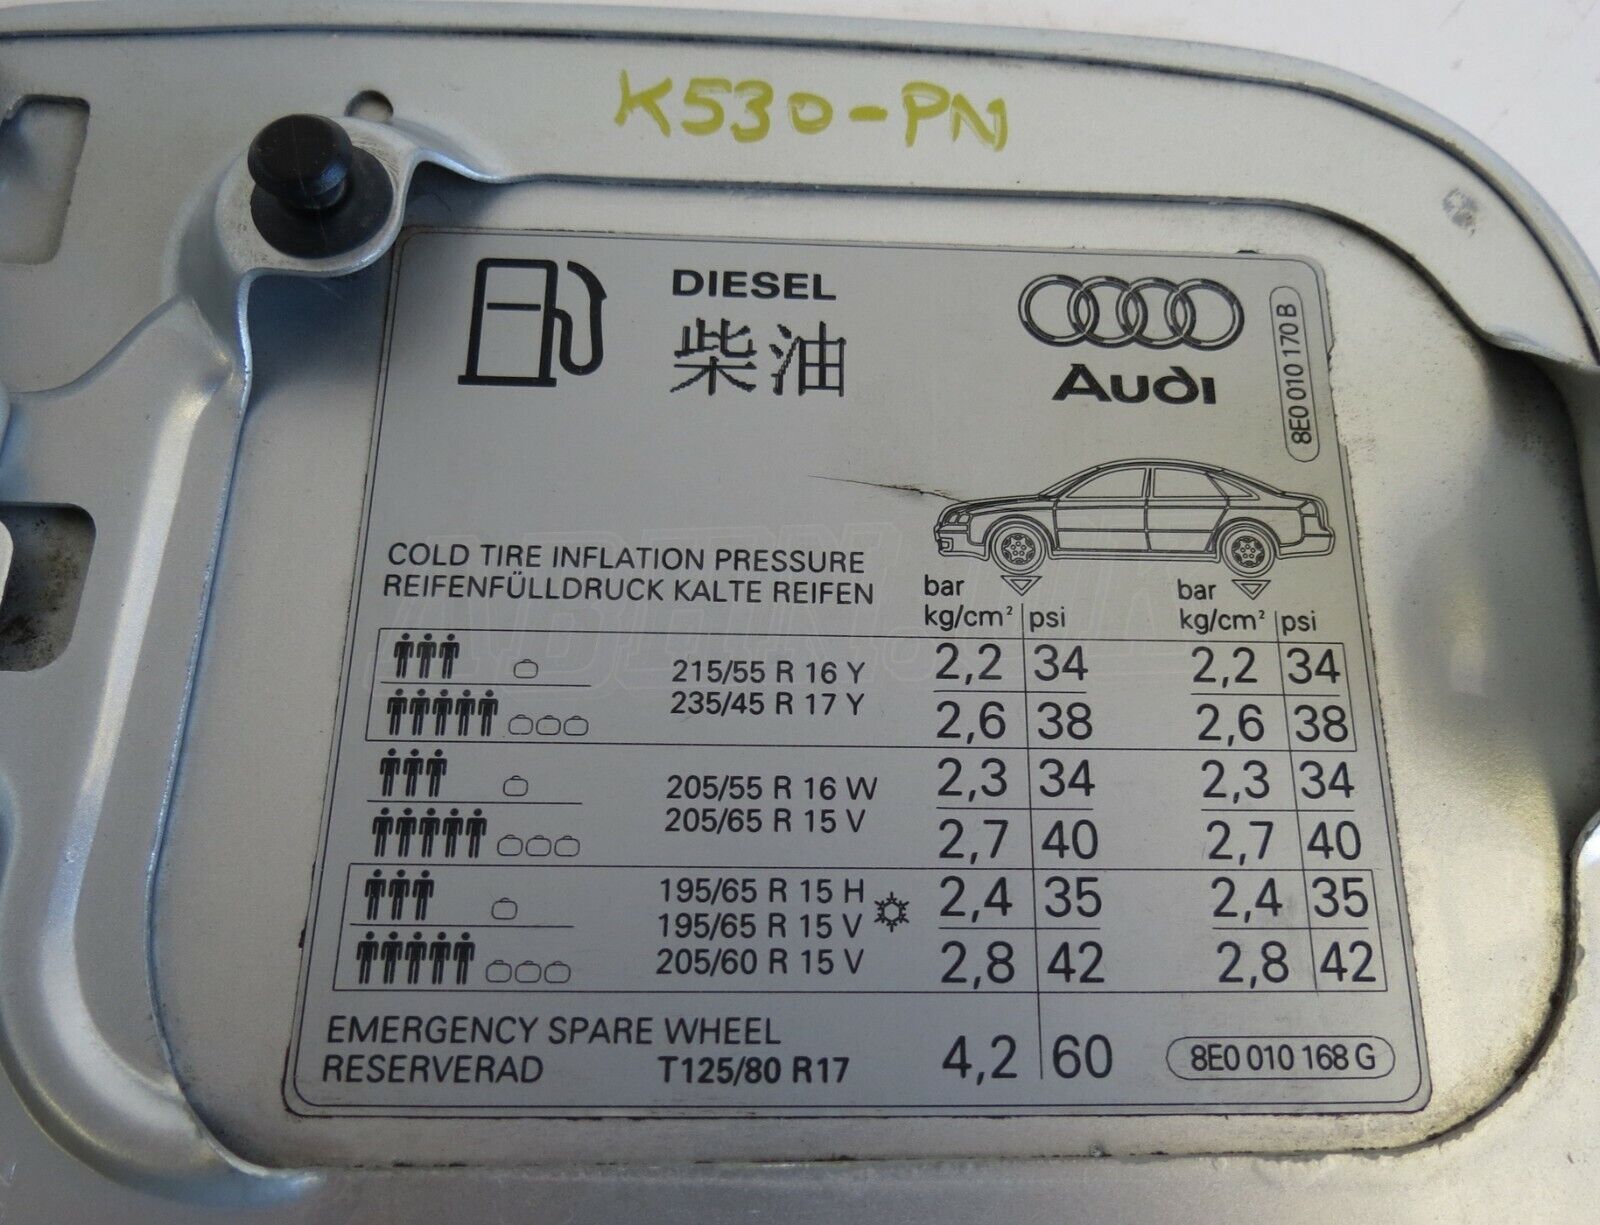 K530-PN
DIESEL
柴油
Audi
8E0 010 170 B
COLD TIRE INFLATION PRESSURE
REIFENFÜLLDRUCK KALTE REIFEN
bar
kg/cm² psi
bar
kg/cm² psi
215/55 R 16 Y
235/45 R 17 Y
2,2 34 2,2 34
2,6 38 2,6 38
205/55 R 16 W
205/65 R 15 V
2,3 34 2,3 34
2,7 40 2,7 40
195/65 R 15 H
195/65 R 15 V
205/60 R 15 V
2,4 35 2,4 35
2,8 42 2,8 42
EMERGENCY SPARE WHEEL
RESERVERAD T125/80 R17
4,2 60
8E0 010 168 G